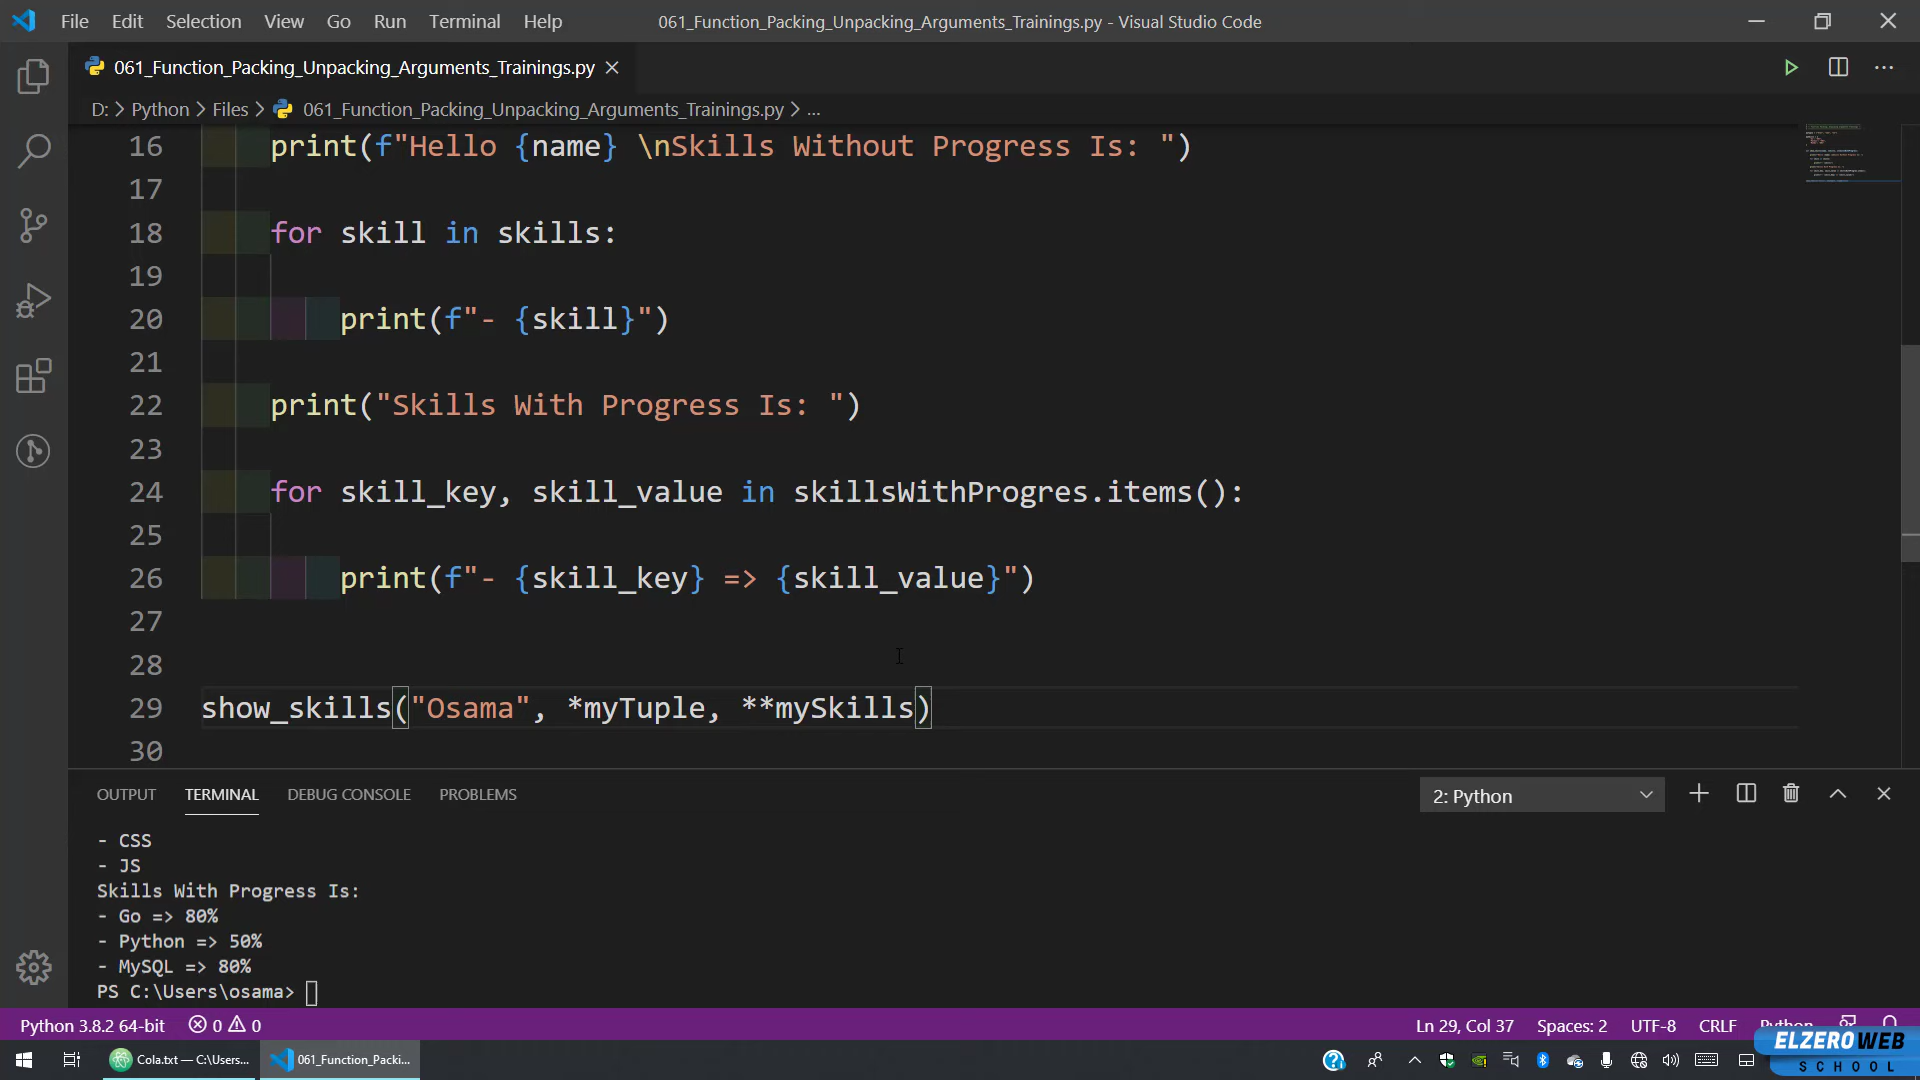 File Edit Selection View Go Run Terminal Help 061_Function_Packing_Unpacking_Arguments_Trainings.py - Visual Studio Code
061_Function_Packing_Unpacking_Arguments_Trainings.py
D: > Python > Files > 061_Function_Packing_Unpacking_Arguments_Trainings.py > ...
16 print(f"Hello {name} \nSkills Without Progress Is: ")
17
18 for skill in skills:
19
20 print(f"- {skill}")
21
22 print("Skills With Progress Is: ")
23
24 for skill_key, skill_value in skillsWithProgres.items():
25
26 print(f"- {skill_key} => {skill_value}")
27
28
29 show_skills("Osama", *myTuple, **mySkills)
30
OUTPUT TERMINAL DEBUG CONSOLE PROBLEMS 2: Python
- CSS
- JS
Skills With Progress Is:
- Go => 80%
- Python => 50%
- MySQL => 80%
PS C:\Users\osama>
Python 3.8.2 64-bit 0 0 Ln 29, Col 37 Spaces: 2 UTF-8 CRLF Python
Cola.txt — C:\Users... 061_Function_Packi...
ELZEROWEB
SCHOOL